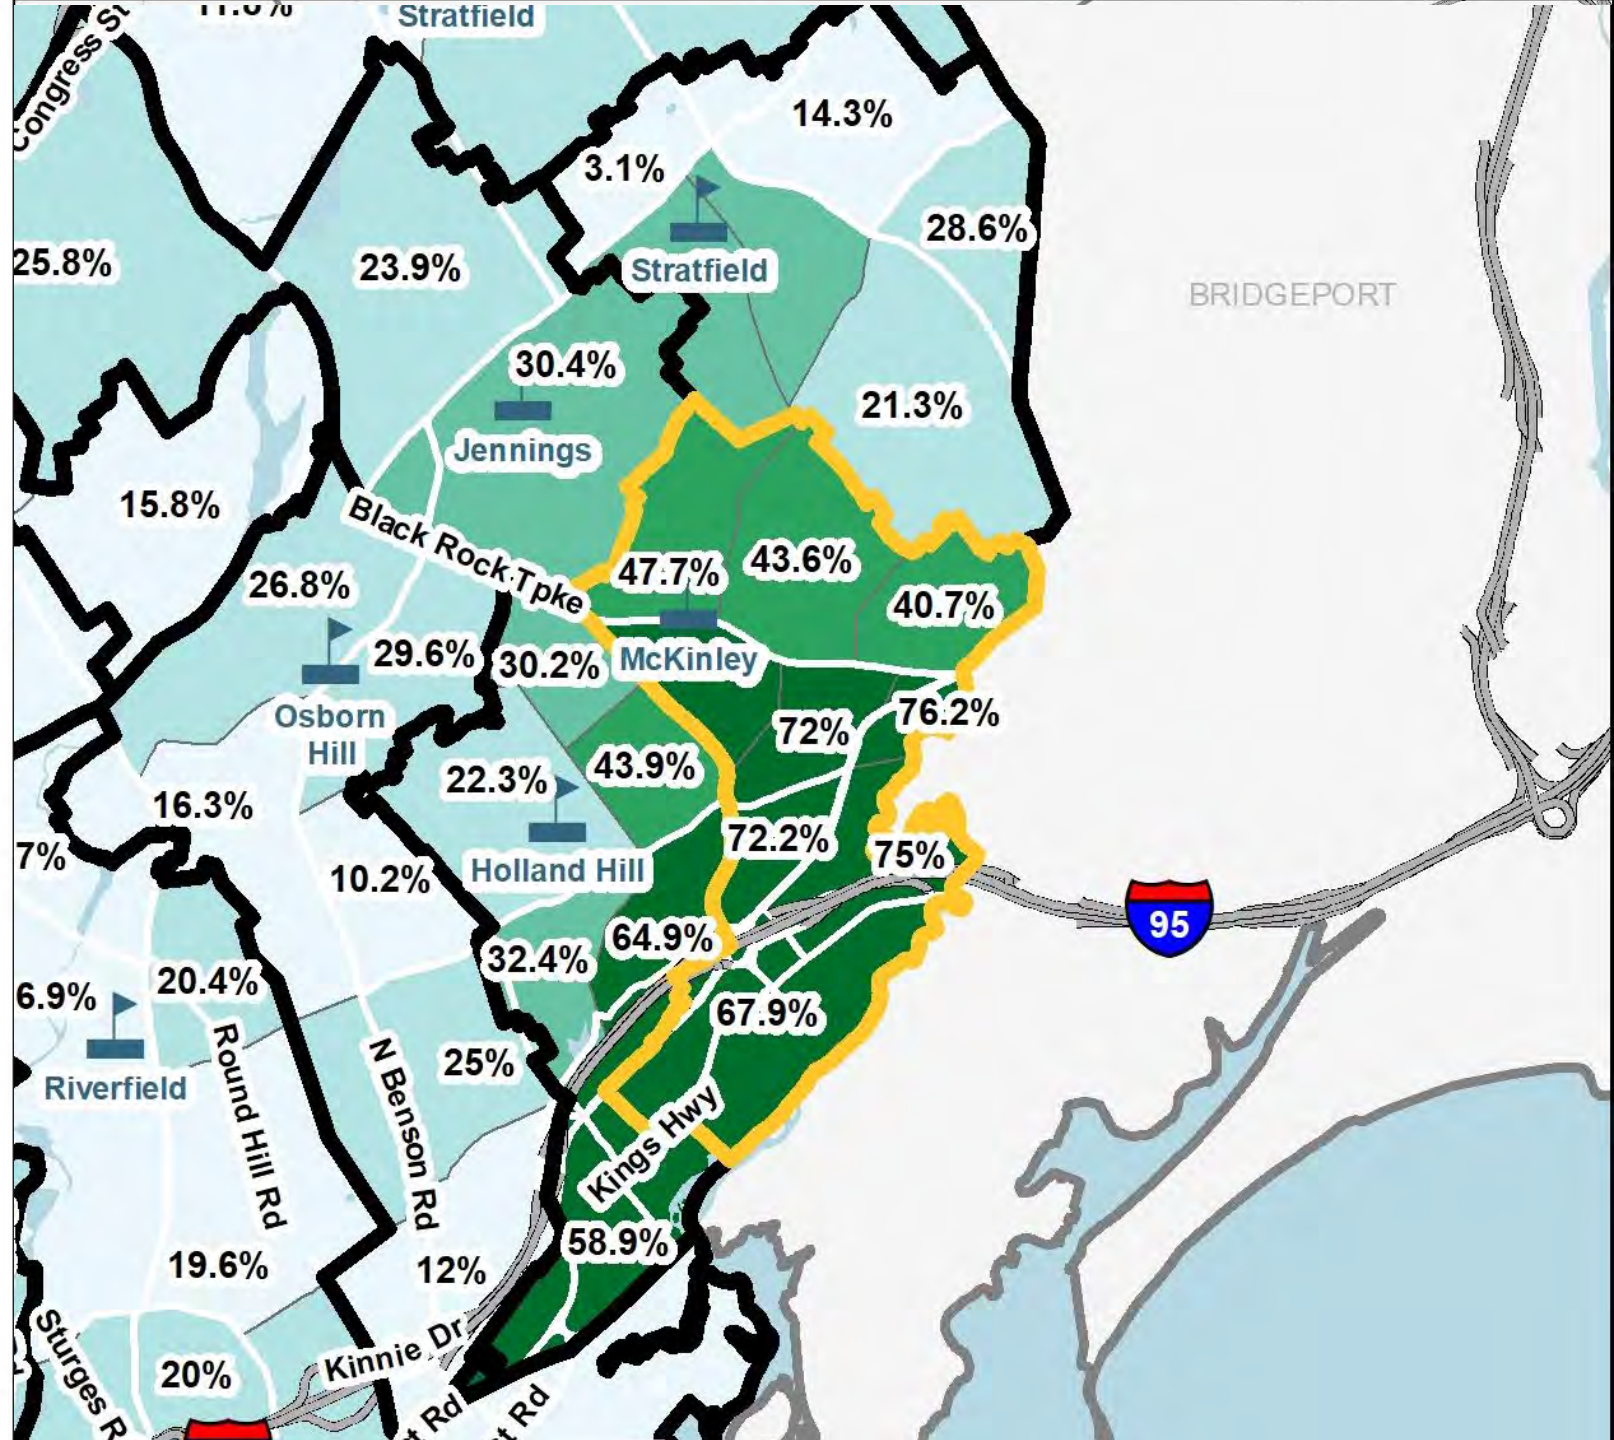 Stratfield
Congress St
14.3%
3.1%
28.6%
25.8%
23.9%
Stratfield
BRIDGEPORT
30.4%
21.3%
Jennings
15.8%
Black Rock Tpke
47.7%
43.6%
26.8%
40.7%
29.6%
30.2%
McKinley
Osborn
Hill
72%
76.2%
22.3%
43.9%
16.3%
72.2%
75%
7%
Holland Hill
10.2%
95
64.9%
32.4%
20.4%
6.9%
67.9%
25%
Riverfield
Round Hill Rd
N Benson Rd
Kings Hwy
58.9%
19.6%
12%
Kinnie Dr
Sturges R
20%
t Rd
t Rd